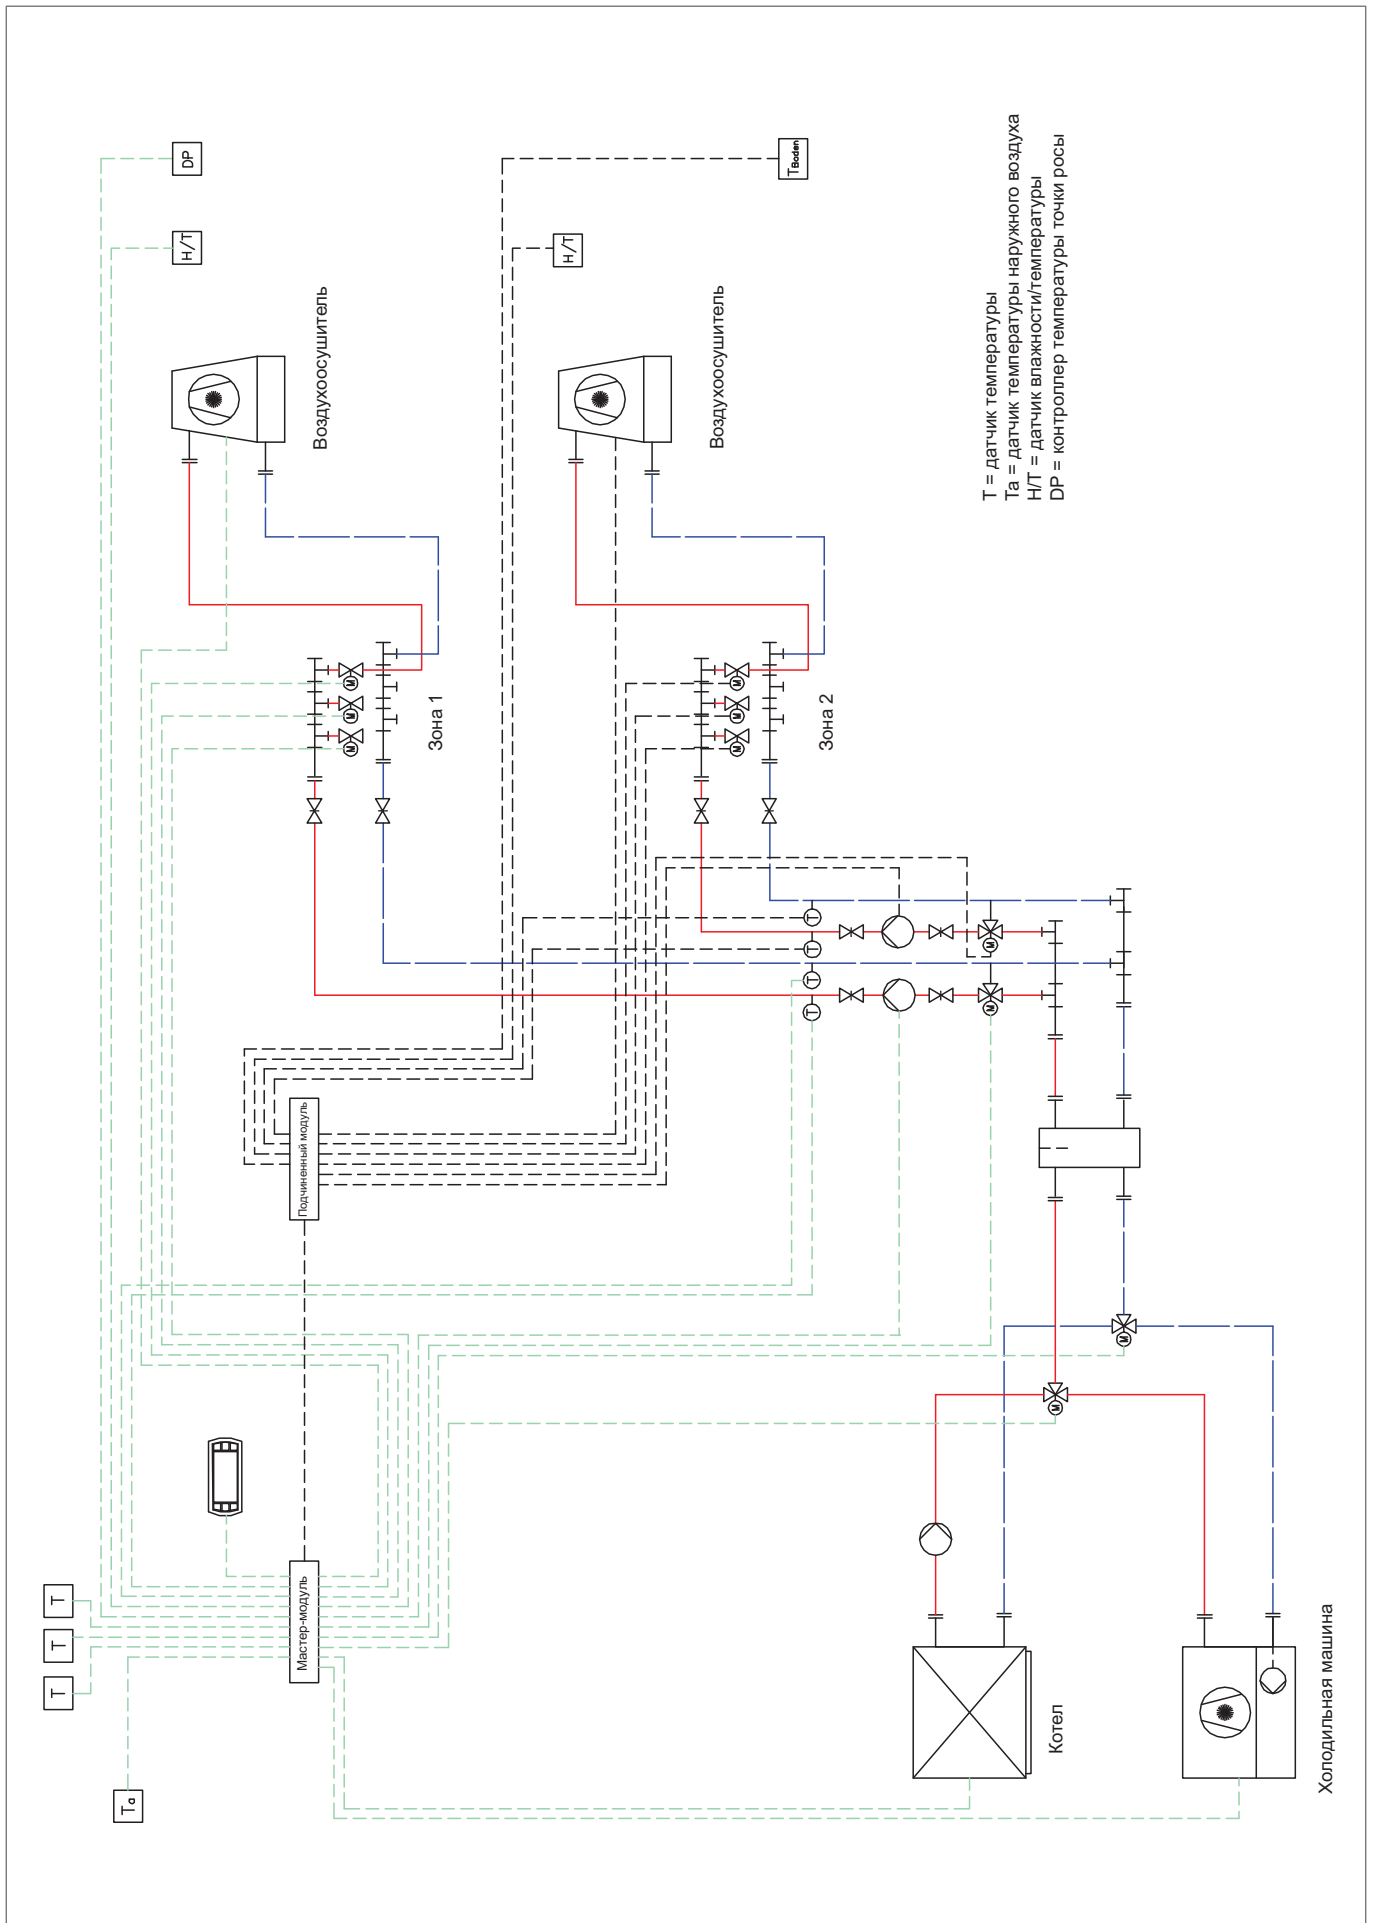 DP
H/T
Воздухоосушитель
Зона 1
M
M
M
TBoden
H/T
Воздухоосушитель
Зона 2
M
M
M
T = датчик температуры
Ta = датчик температуры наружного воздуха
H/T = датчик влажности/температуры
DP = контроллер температуры точки росы
T
T
T
T
M
M
Подчиненный модуль
M
M
Мастер-модуль
T
T
T
Ta
Котел
Холодильная машина